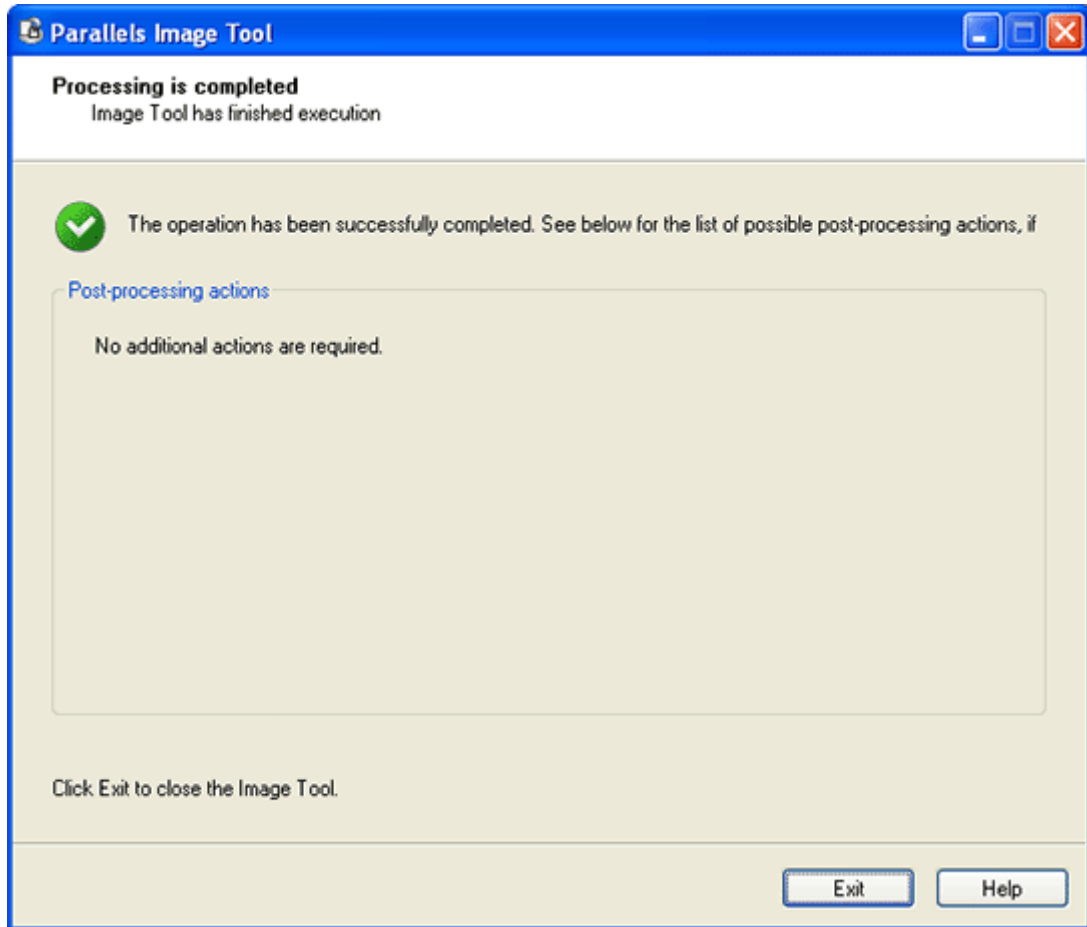 Parallels Image Tool
Processing is completed
Image Tool has finished execution
The operation has been successfully completed. See below for the list of possible post-processing actions, if
Post-processing actions
No additional actions are required.
Click Exit to close the Image Tool.
Exit
Help